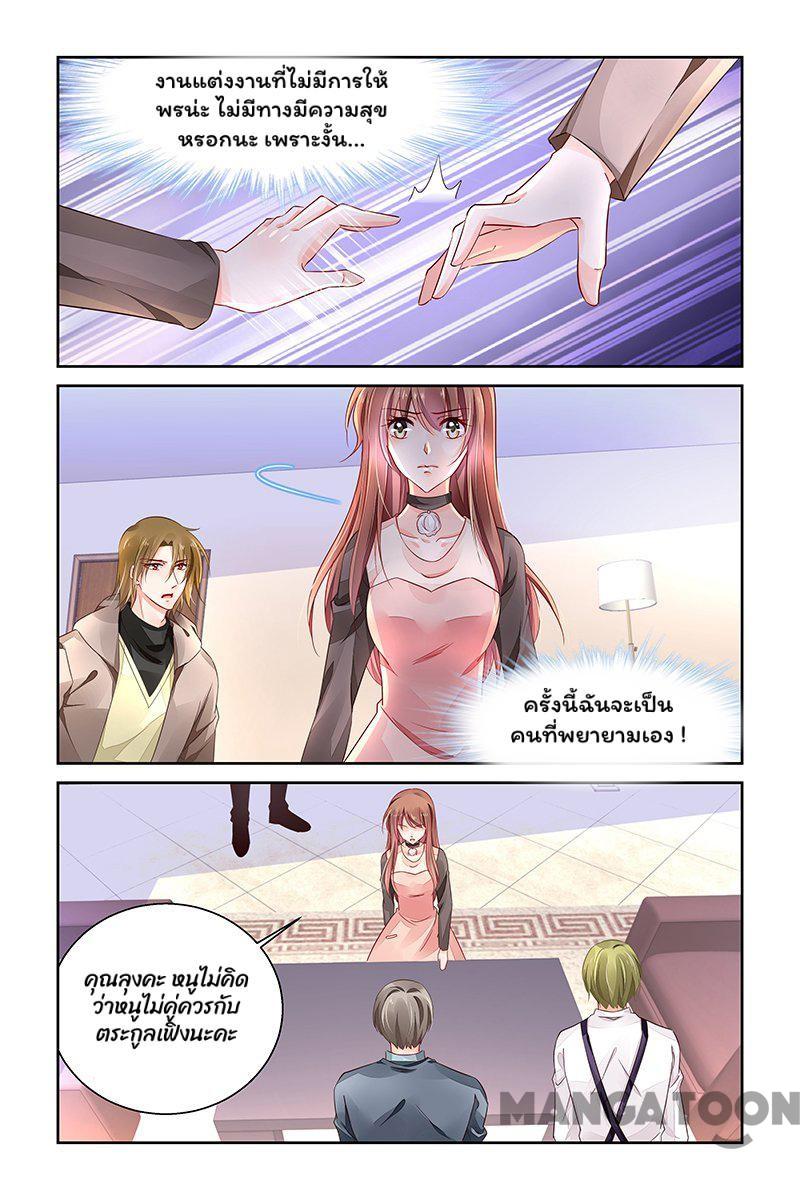 งานแต่งงานที่ไม่มีการให้
พรน่ะ ไม่มีทางมีความสุข
หรอกนะ เพราะงั้น...
ครั้งนี้ฉันจะเป็น
คนที่พยายามเอง !
คุณลุงคะ หนูไม่คิด
ว่าหนูไม่คู่ควรกับ
ตระกูลเฟิงนะคะ
MANGATOON